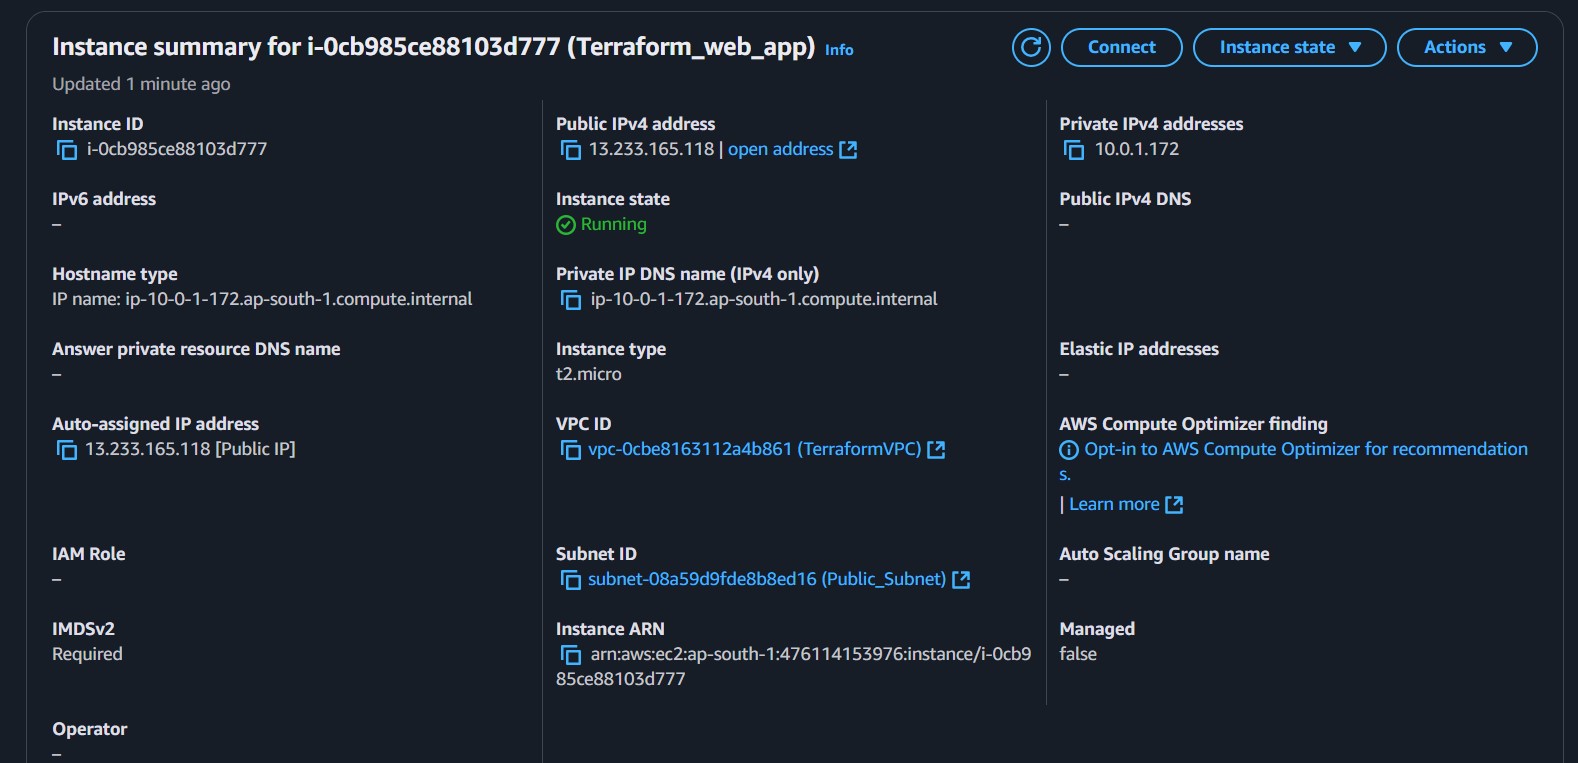 Instance summary for i-0cb985ce88103d777 (Terraform_web_app) Info
Connect
Instance state
Actions
Updated 1 minute ago
Instance ID
i-0cb985ce88103d777
Public IPv4 address
13.233.165.118 | open address
Private IPv4 addresses
10.0.1.172
IPv6 address
–
Instance state
Running
Public IPv4 DNS
–
Hostname type
IP name: ip-10-0-1-172.ap-south-1.compute.internal
Private IP DNS name (IPv4 only)
ip-10-0-1-172.ap-south-1.compute.internal
Answer private resource DNS name
–
Instance type
t2.micro
Elastic IP addresses
–
Auto-assigned IP address
13.233.165.118 [Public IP]
VPC ID
vpc-0cbe8163112a4b861 (TerraformVPC)
AWS Compute Optimizer finding
Opt-in to AWS Compute Optimizer for recommendation
s.
| Learn more
IAM Role
–
Subnet ID
subnet-08a59d9fde8b8ed16 (Public_Subnet)
Auto Scaling Group name
–
IMDSv2
Required
Instance ARN
arn:aws:ec2:ap-south-1:476114153976:instance/i-0cb9
85ce88103d777
Managed
false
Operator
–